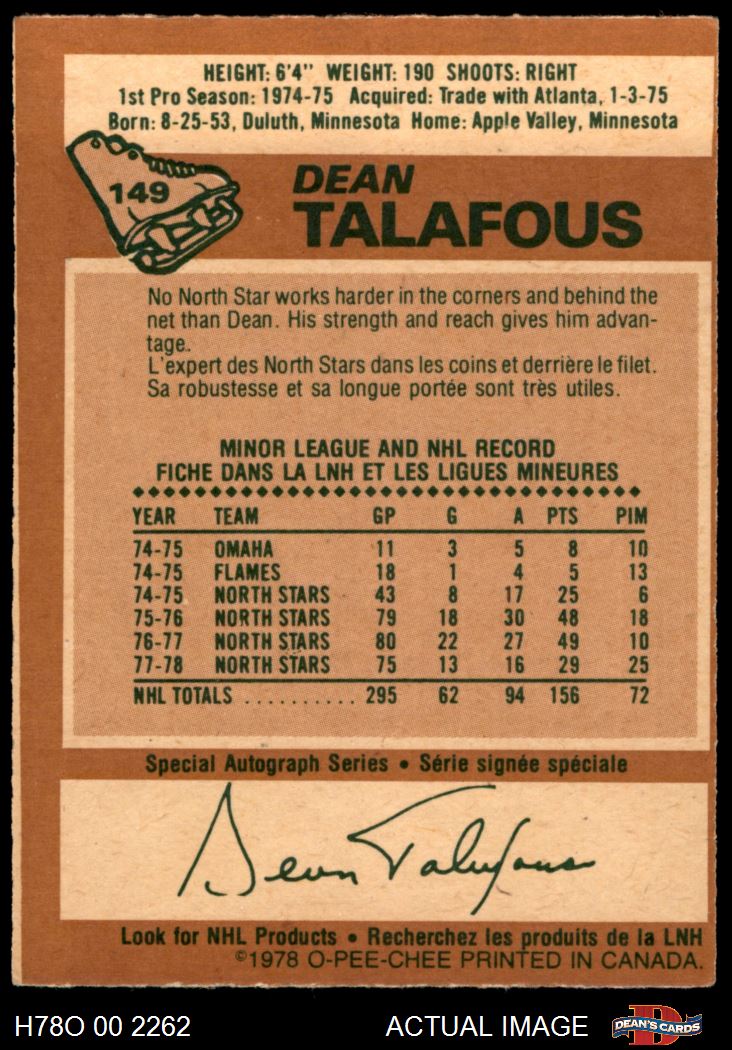 HEIGHT: 6'4" WEIGHT: 190 SHOOTS: RIGHT
1st Pro Season: 1974-75 Acquired: Trade with Atlanta, 1-3-75
Born: 8-25-53, Duluth, Minnesota Home: Apple Valley, Minnesota
149
DEAN
TALAFOUS
No North Star works harder in the corners and behind the
net than Dean. His strength and reach gives him advan-
tage.
L'expert des North Stars dans les coins et derrière le filet.
Sa robustesse et sa longue portée sont très utiles.
MINOR LEAGUE AND NHL RECORD
FICHE DANS LA LNH ET LES LIGUES MINEURES
YEAR TEAM GP G A PTS PIM
74-75 OMAHA 11 3 5 8 10
74-75 FLAMES 18 1 4 5 13
74-75 NORTH STARS 43 8 17 25 6
75-76 NORTH STARS 79 18 30 48 18
76-77 NORTH STARS 80 22 27 49 10
77-78 NORTH STARS 75 13 16 29 25
NHL TOTALS .......... 295 62 94 156 72
Special Autograph Series • Série signée spéciale
Dean Talafous
Look for NHL Products • Recherchez les produits de la LNH
©1978 O-PEE-CHEE PRINTED IN CANADA.
H78O 00 2262 ACTUAL IMAGE D DEAN'S CARDS